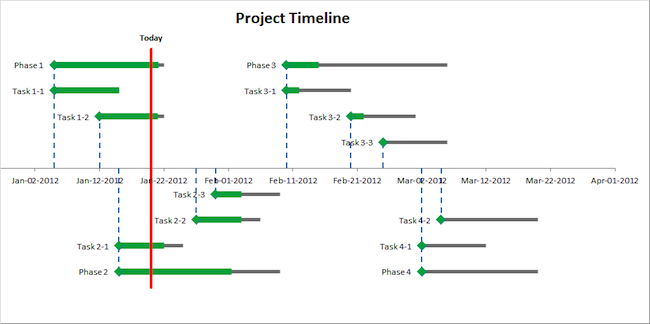 Project Timeline
Today
Phase 1
Phase 3
Task 1-1
Task 3-1
Task 1-2
Task 3-2
Task 3-3
Jan-02-2012 Jan-12-2012 Jan-22-2012 Feb-01-2012 Feb-11-2012 Feb-21-2012 Mar-02-2012 Mar-12-2012 Mar-22-2012 Apr-01-2012
Task 2-3
Task 2-2
Task 4-2
Task 2-1
Task 4-1
Phase 2
Phase 4